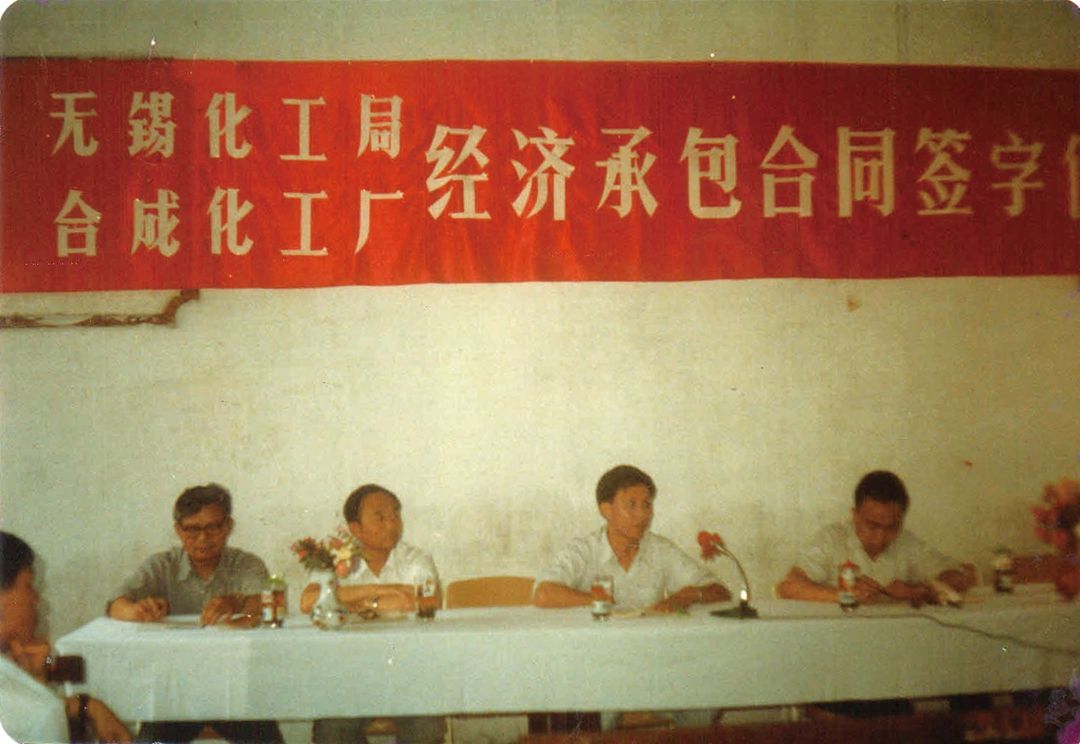 无锡化工局
合成化工厂
经济承包合同签字